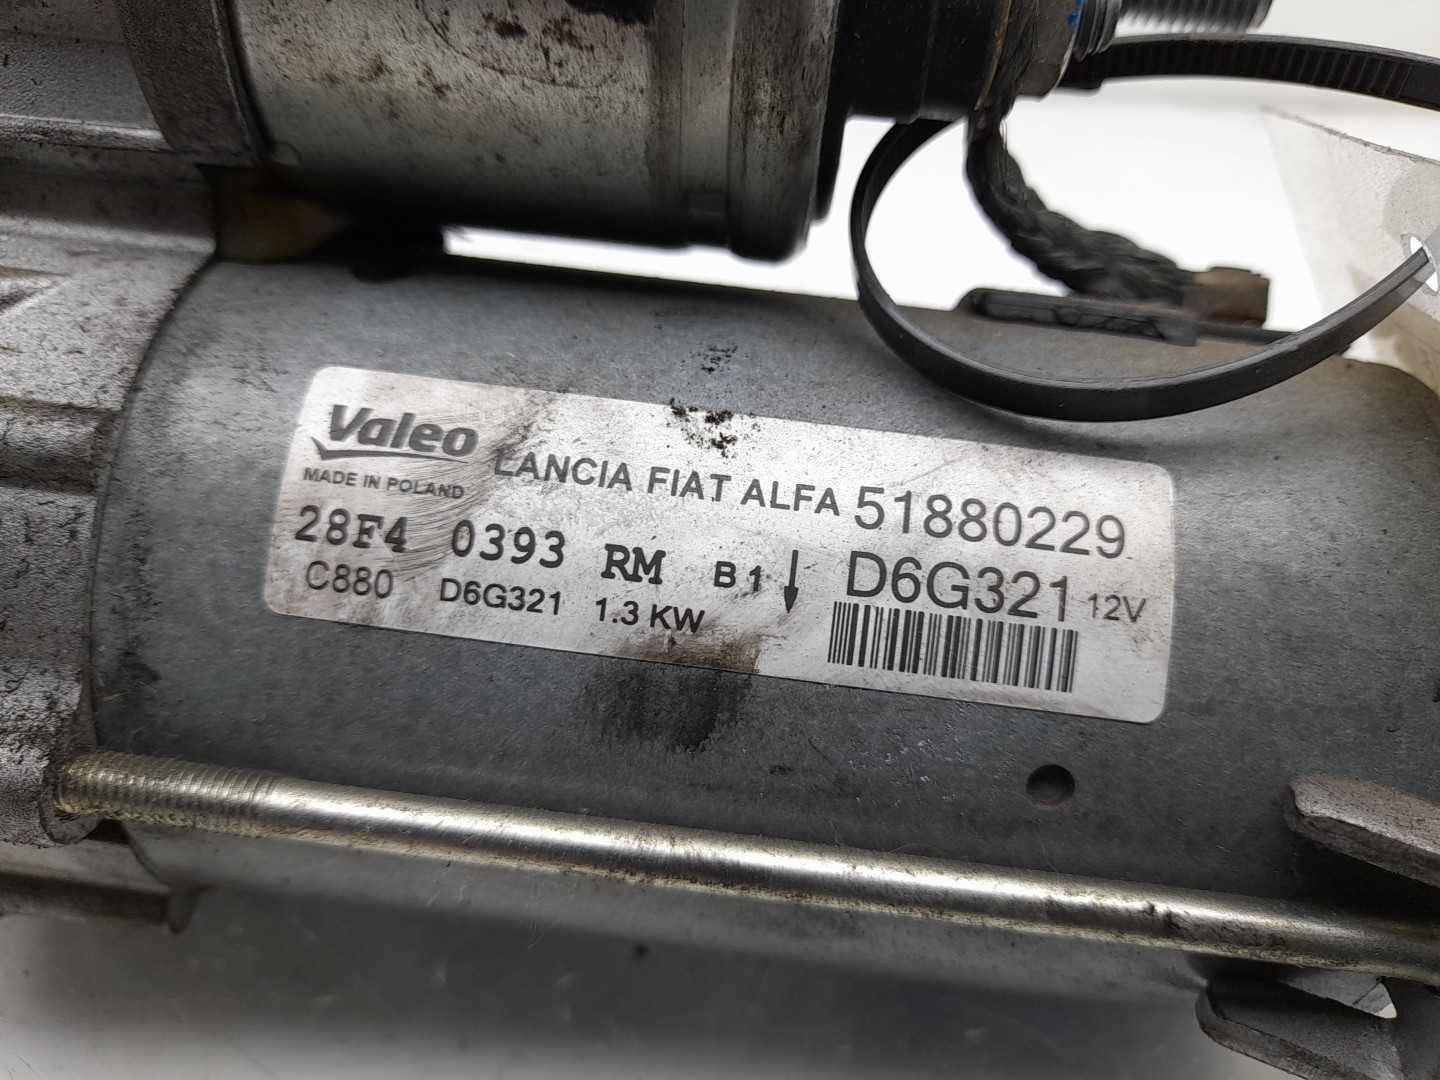 Valeo LANCIA FIAT ALFA 51880229
MADE IN POLAND
28F4 0393 RM B1 D6G321 12V
C880 D6G321 1.3 KW